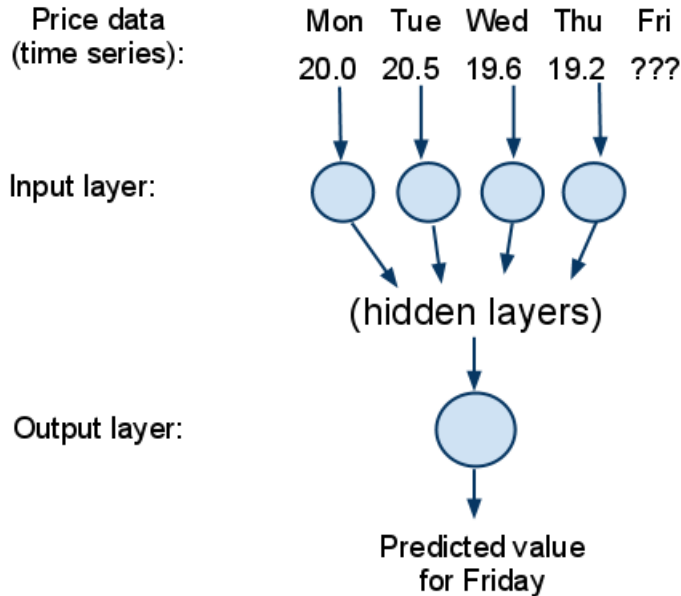 Price data
(time series):
Mon Tue Wed Thu Fri
20.0 20.5 19.6 19.2 ???
Input layer:
(hidden layers)
Output layer:
Predicted value
for Friday